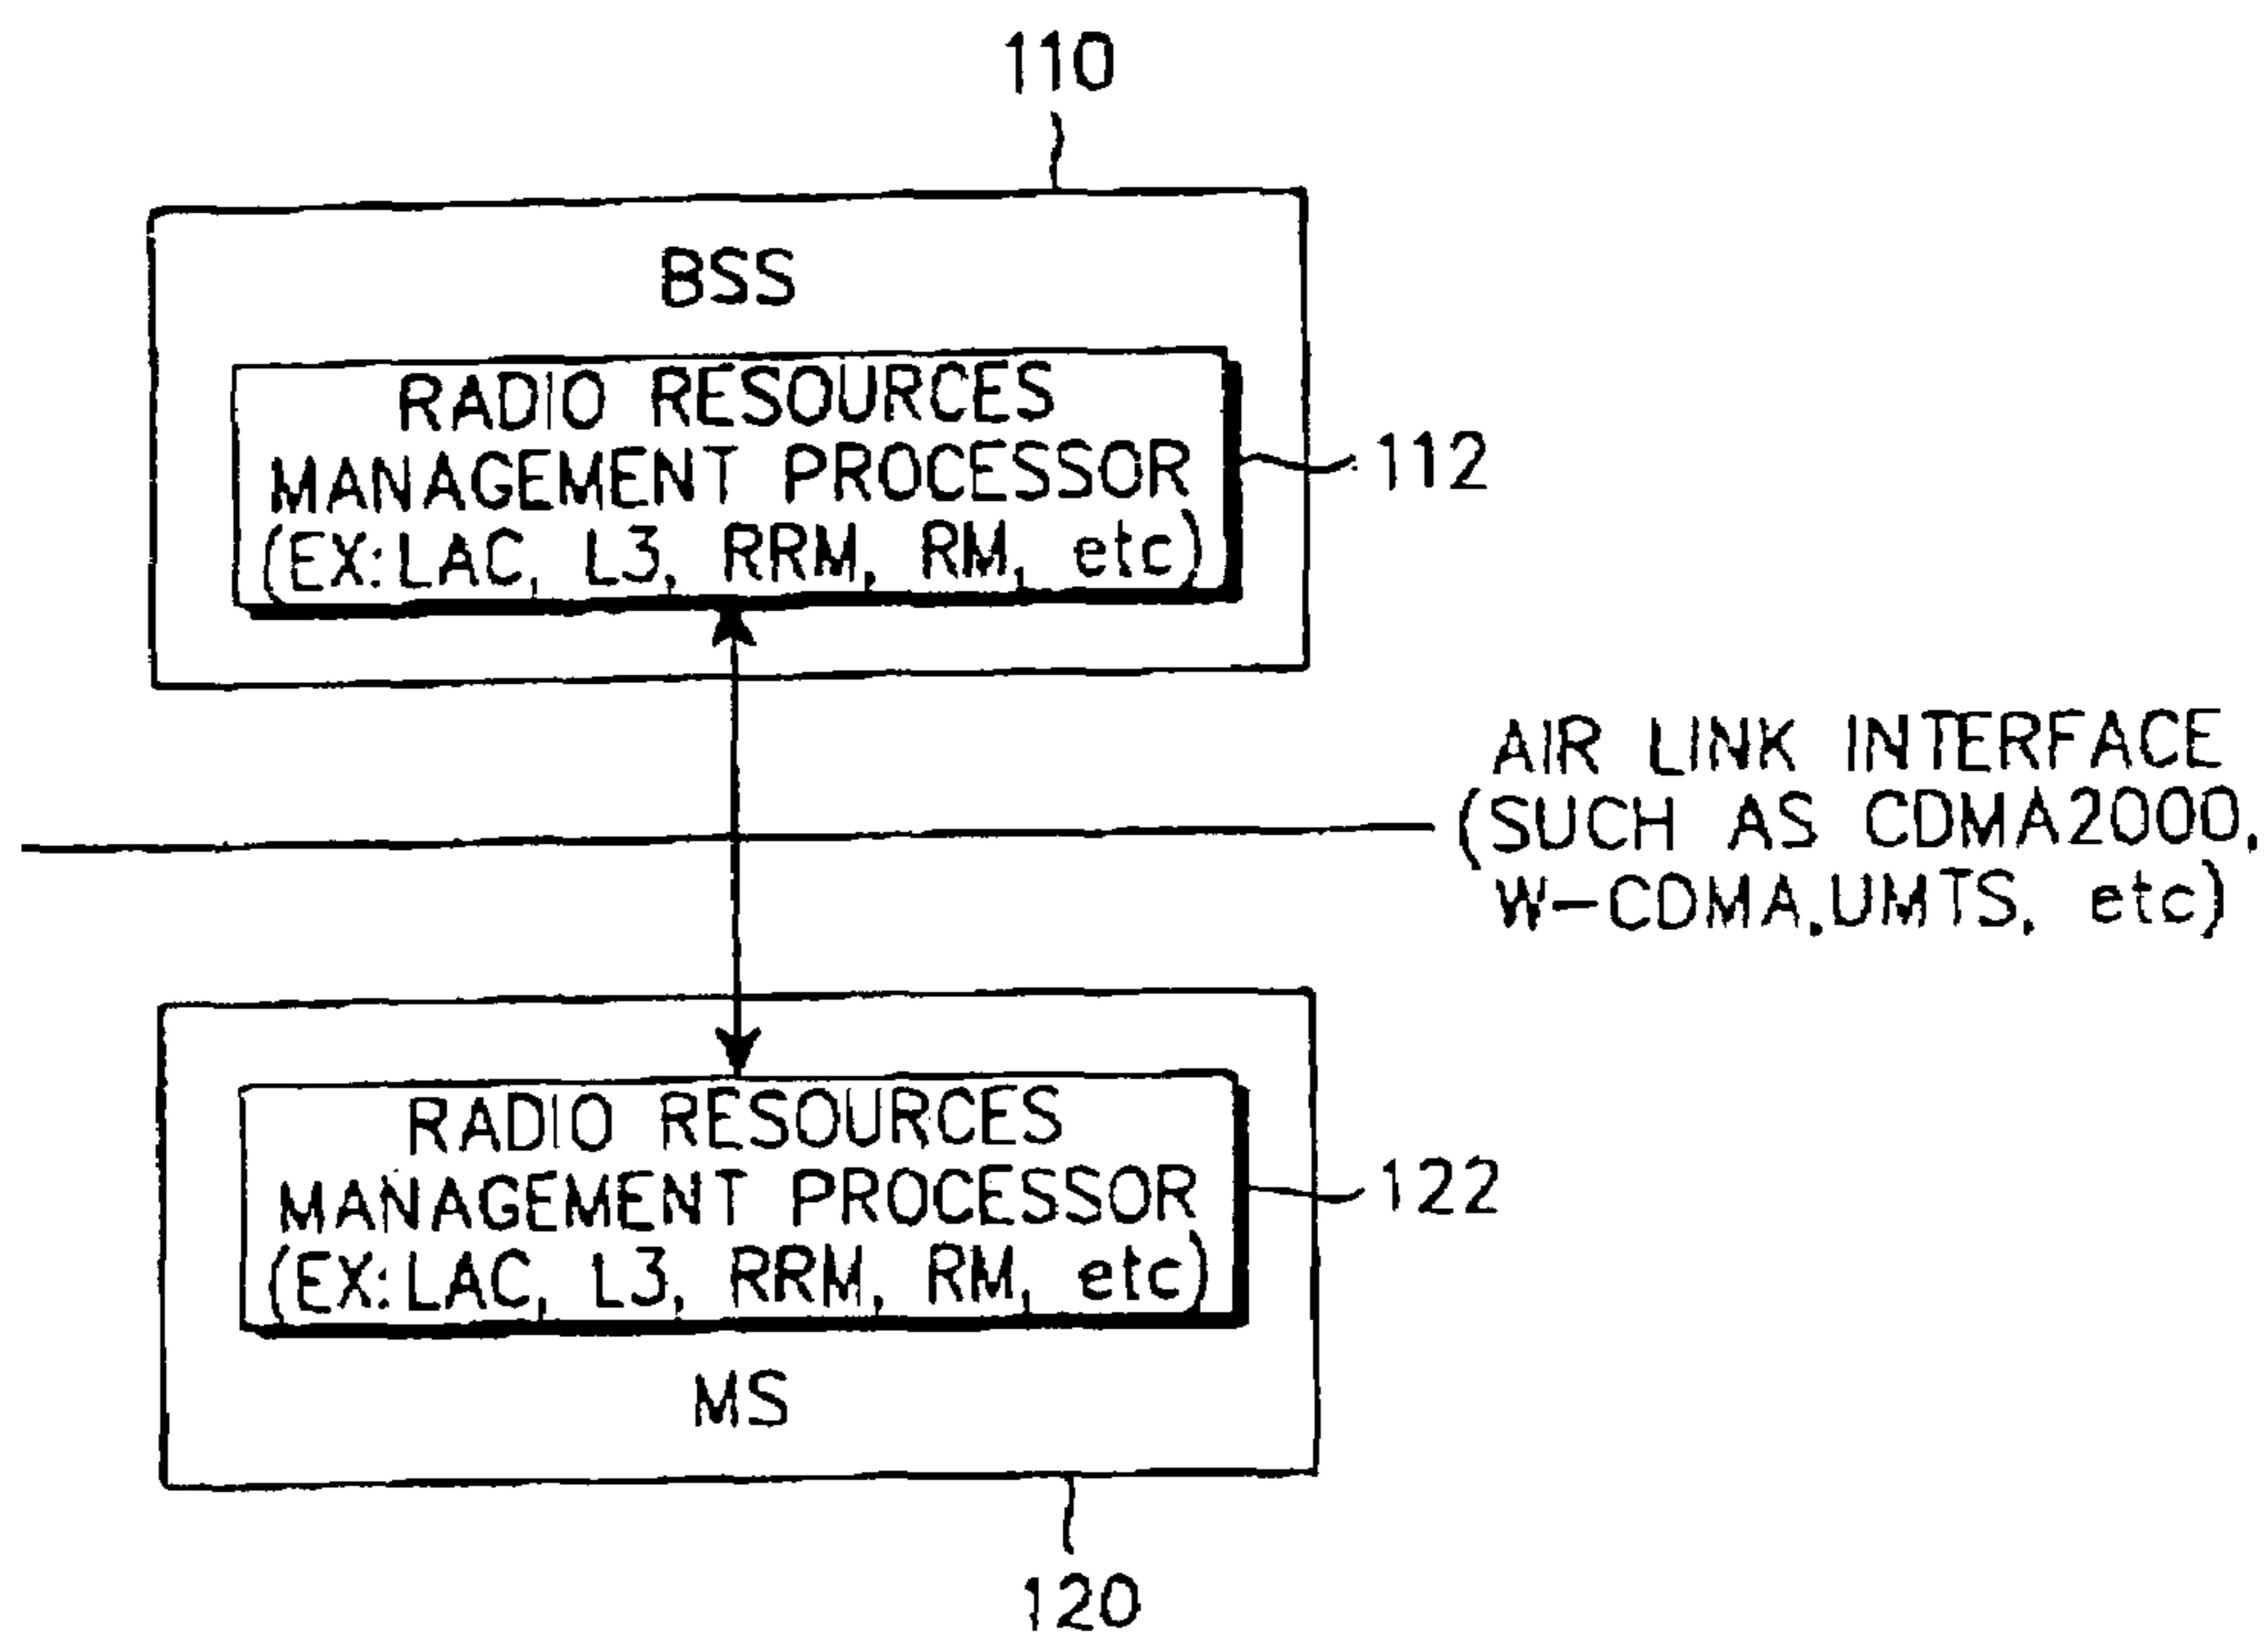 110
BSS
RADIO RESOURCES
MANAGEMENT PROCESSOR
(EX:LAC, L3, RRM, RM, etc)
112
AIR LINK INTERFACE
(SUCH AS CDMA2000,
W-CDMA,UMTS, etc)
RADIO RESOURCES
MANAGEMENT PROCESSOR
(EX:LAC, L3, RRM, RM, etc)
122
MS
120